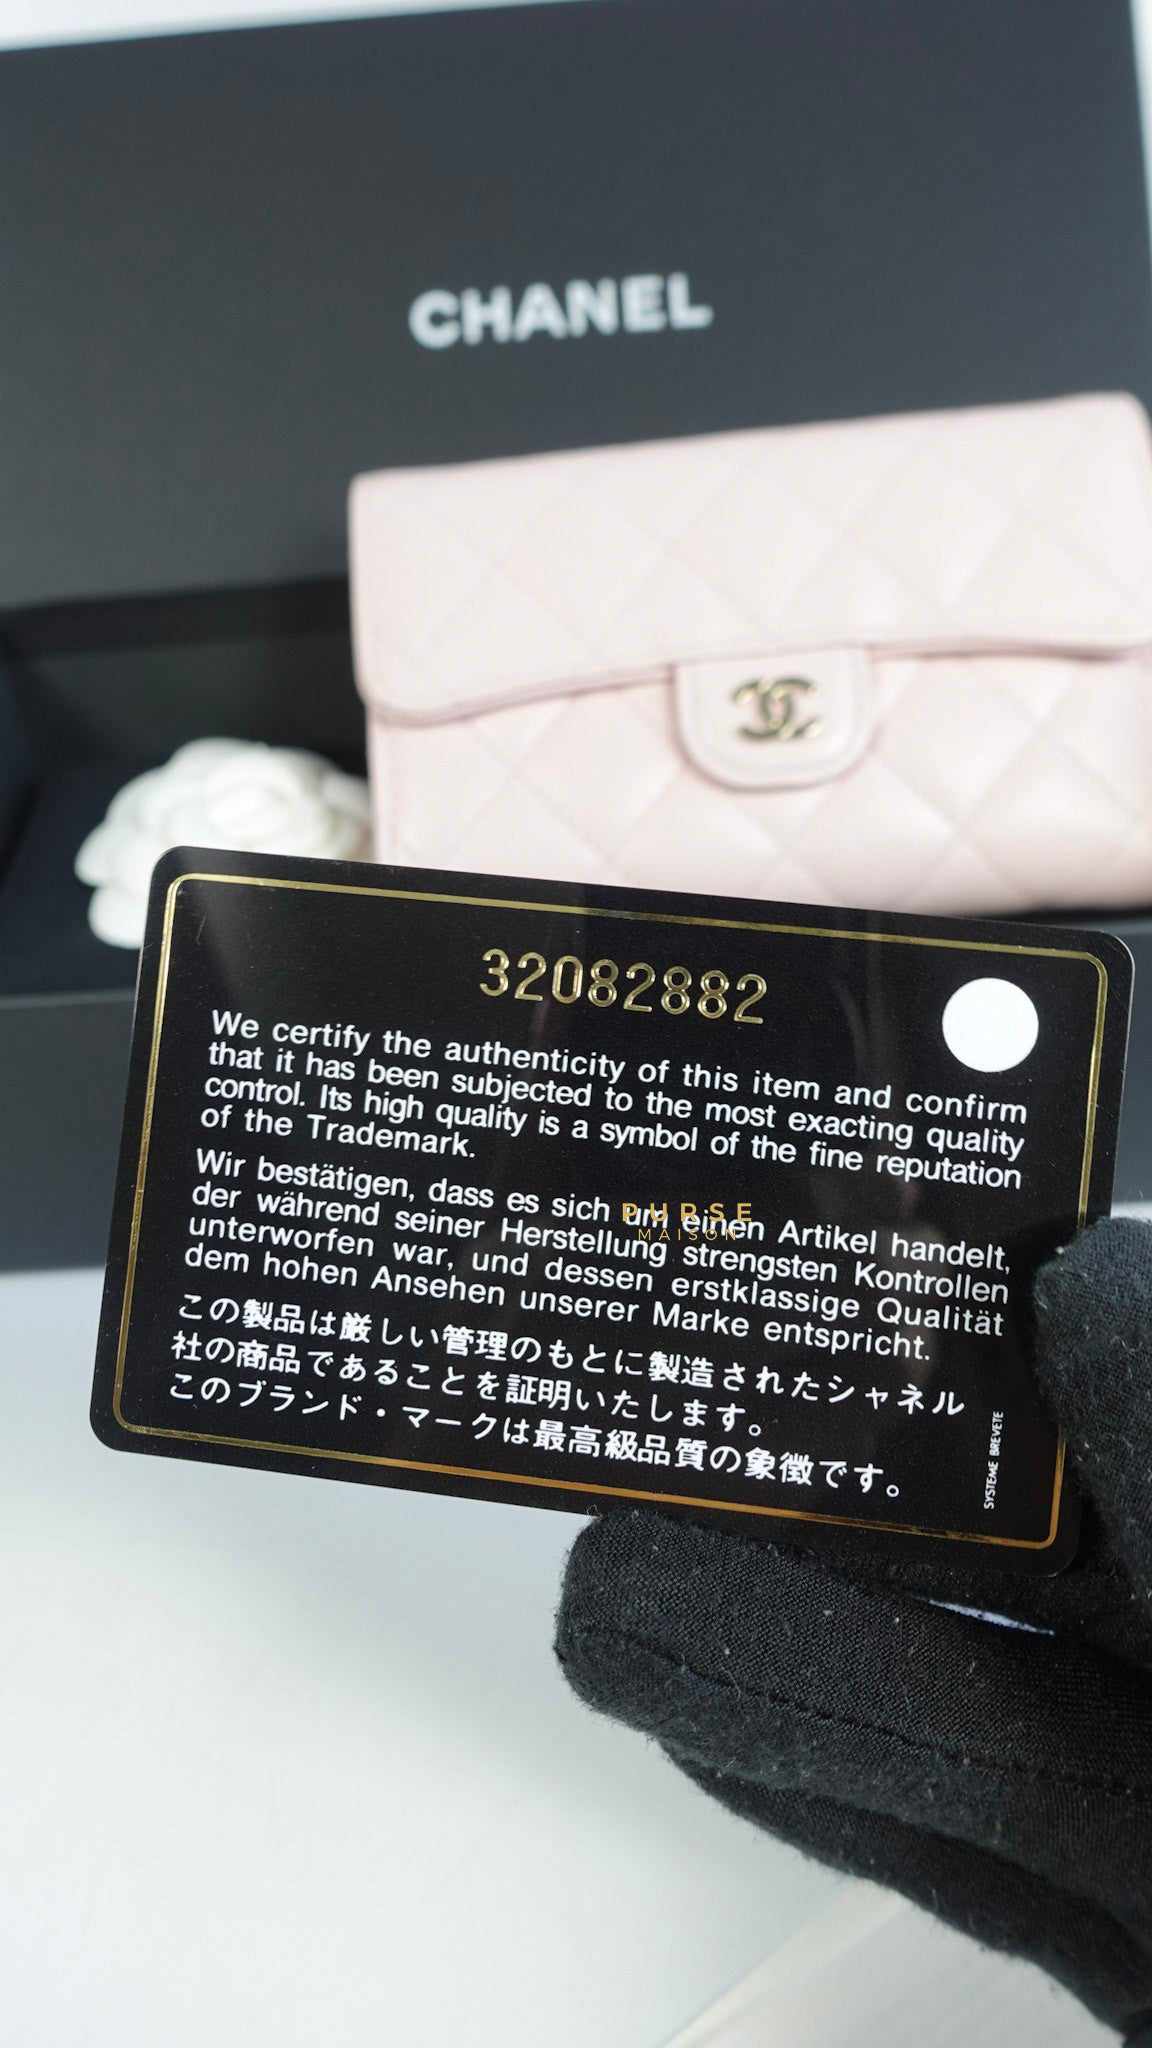 CHANEL
32082882
We certify the authenticity of this item and confirm
that it has been subjected to the most exacting quality
control. Its high quality is a symbol of the fine reputation
of the Trademark.
Wir bestätigen, dass es sich um einen Artikel handelt,
der während seiner Herstellung strengsten Kontrollen
unterworfen war, und dessen erstklassige Qualität
dem hohen Ansehen unserer Marke entspricht.
PURSE
MAISON
この製品は厳しい管理のもとに製造されたシャネル
社の商品であることを証明いたします。
このブランド・マークは最高級品質の象徴です。
SYSTEME BREVETE